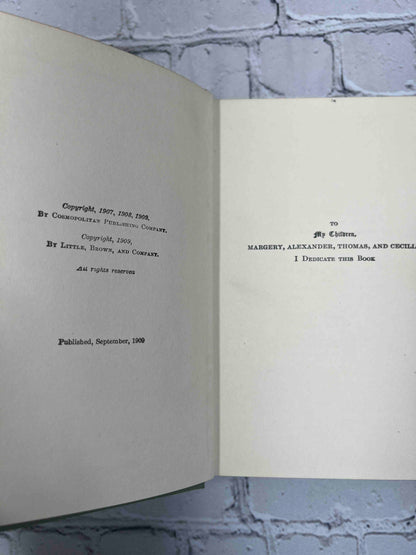 Copyright, 1907, 1908, 1909,
By Cosmopolitan Publishing Company.
Copyright, 1909,
By Little, Brown, and Company.
All rights reserved
Published, September, 1909
TO
My Children,
MARGERY, ALEXANDER, THOMAS, AND CECILIA
I Dedicate this Book